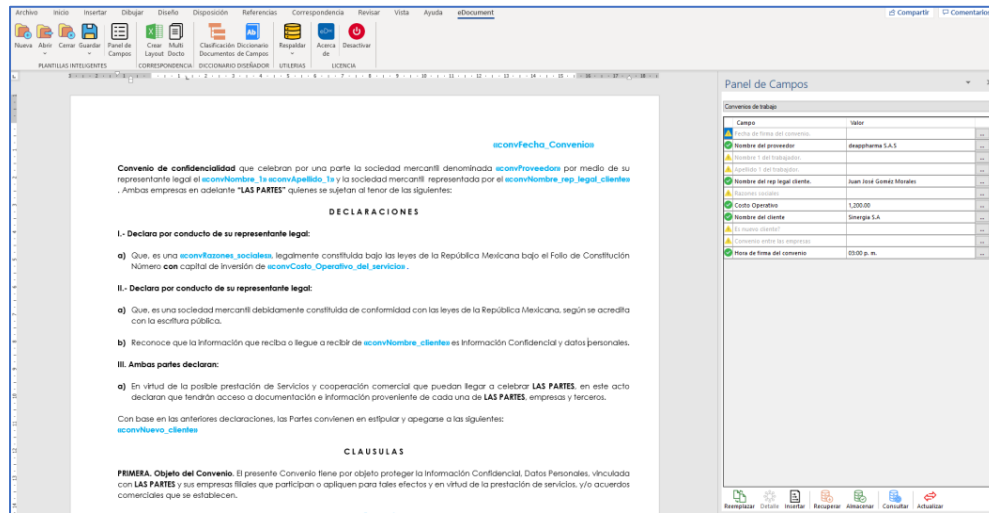 Archivo Inicio Insertar Dibujar Diseño Disposición Referencias Correspondencia Revisar Vista Ayuda eDocument Compartir Comentarios
Nueva Abrir Cerrar Guardar Panel de Campos Crear Layout Multi Docto Clasificación Documentos Diccionario de Campos Respaldar Acerca de Desactivar
PLANTILLAS INTELIGENTES CORRESPONDENCIA DICCIONARIO DISEÑADOR UTILERIAS LICENCIA
«convFecha_Convenio»
Convenio de confidencialidad que celebran por una parte la sociedad mercantil denominada «convProveedor» por medio de su
representante legal el «convNombre_1» «convApellido_1» y la sociedad mercantil representada por el «convNombre_rep_legal_cliente»
. Ambas empresas en adelante “LAS PARTES” quienes se sujetan al tenor de las siguientes:
DECLARACIONES
I.- Declara por conducto de su representante legal:
a) Que, es una «convRazones_sociales», legalmente constituida bajo las leyes de la República Mexicana bajo el Folio de Constitución
Número con capital de inversión de «convCosto_Operativo_del_servicio» .
II.- Declara por conducto de su representante legal:
a) Que, es una sociedad mercantil debidamente constituida de conformidad con las leyes de la República Mexicana, según se acredita
con la escritura pública.
b) Reconoce que la información que reciba o llegue a recibir de «convNombre_cliente» es Información Confidencial y datos personales.
III. Ambas partes declaran:
a) En virtud de la posible prestación de Servicios y cooperación comercial que puedan llegar a celebrar LAS PARTES, en este acto
declaran que tendrán acceso a documentación e información proveniente de cada una de LAS PARTES, empresas y terceros.
Con base en las anteriores declaraciones, las Partes convienen en estipular y apegarse a las siguientes:
«convNuevo_cliente»
CLAUSULAS
PRIMERA. Objeto del Convenio. El presente Convenio tiene por objeto proteger la Información Confidencial, Datos Personales, vinculada
con LAS PARTES y sus empresas filiales que participan o apliquen para tales efectos y en virtud de la prestación de servicios, y/o acuerdos
comerciales que se establecen.
Panel de Campos
Convenios de trabajo
Campo Valor
Fecha de firma del convenio.
Nombre del proveedor deappharma S.A.S
Nombre 1 del trabajador.
Apellido 1 del trabajador.
Nombre del rep legal cliente. Juan José Goméz Morales
Razones sociales
Costo Operativo 1,200.00
Nombre del cliente Sinergia S.A
Es nuevo cliente?
Convenio entre las empresas
Hora de firma del convenio 03:00 p. m.
Reemplazar Detalle Insertar Recuperar Almacenar Consultar Actualizar